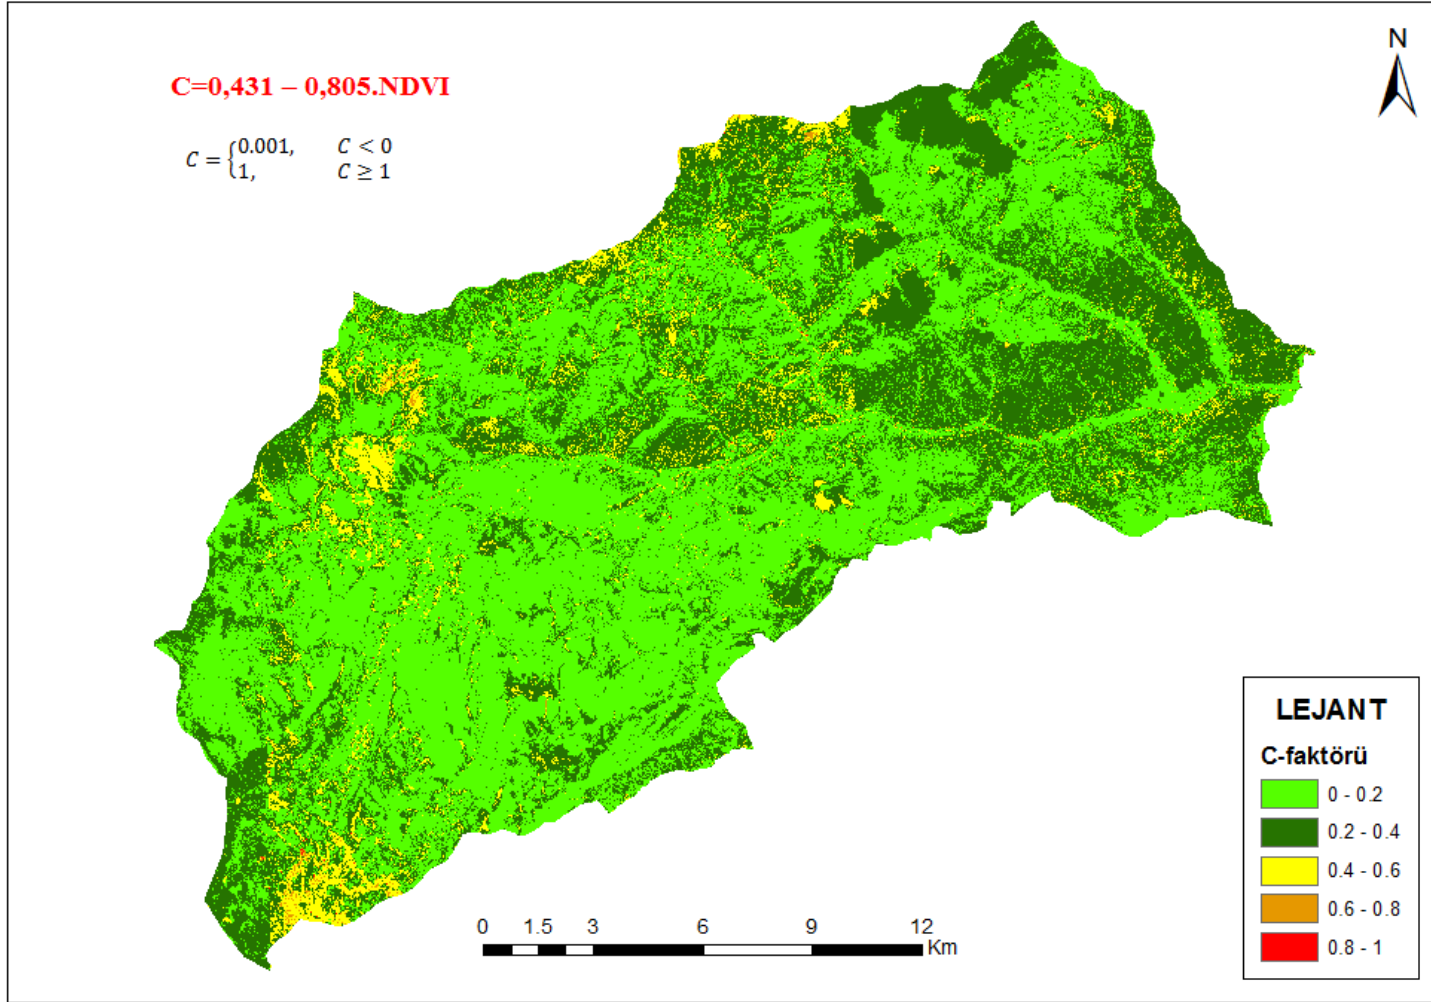 N
C=0,431 – 0,805.NDVI
C = {0.001, C < 0
1, C ≥ 1
LEJANT
C-faktörü
0 - 0.2
0.2 - 0.4
0.4 - 0.6
0.6 - 0.8
0.8 - 1
0 1.5 3 6 9 12
Km